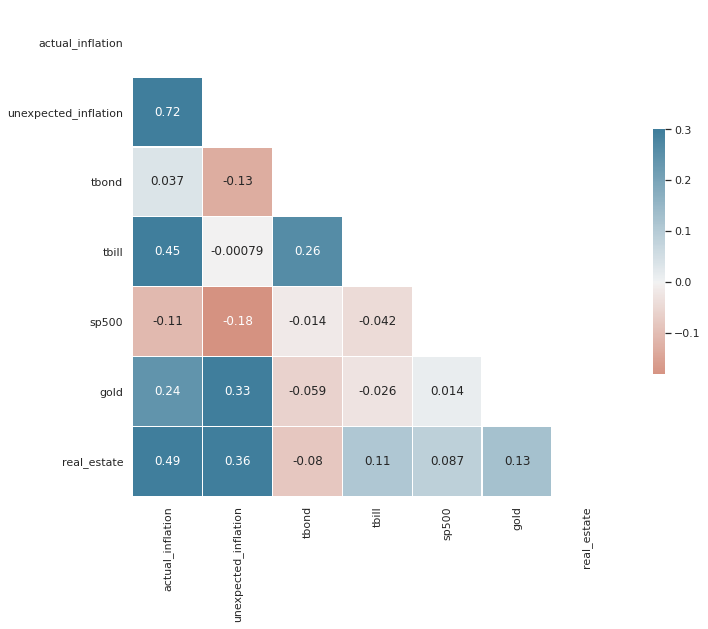 actual_inflation
unexpected_inflation 0.72
tbond 0.037 -0.13
tbill 0.45 -0.00079 0.26
sp500 -0.11 -0.18 -0.014 -0.042
gold 0.24 0.33 -0.059 -0.026 0.014
real_estate 0.49 0.36 -0.08 0.11 0.087 0.13
actual_inflation
unexpected_inflation
tbond
tbill
sp500
gold
real_estate
0.3
0.2
0.1
0.0
−0.1